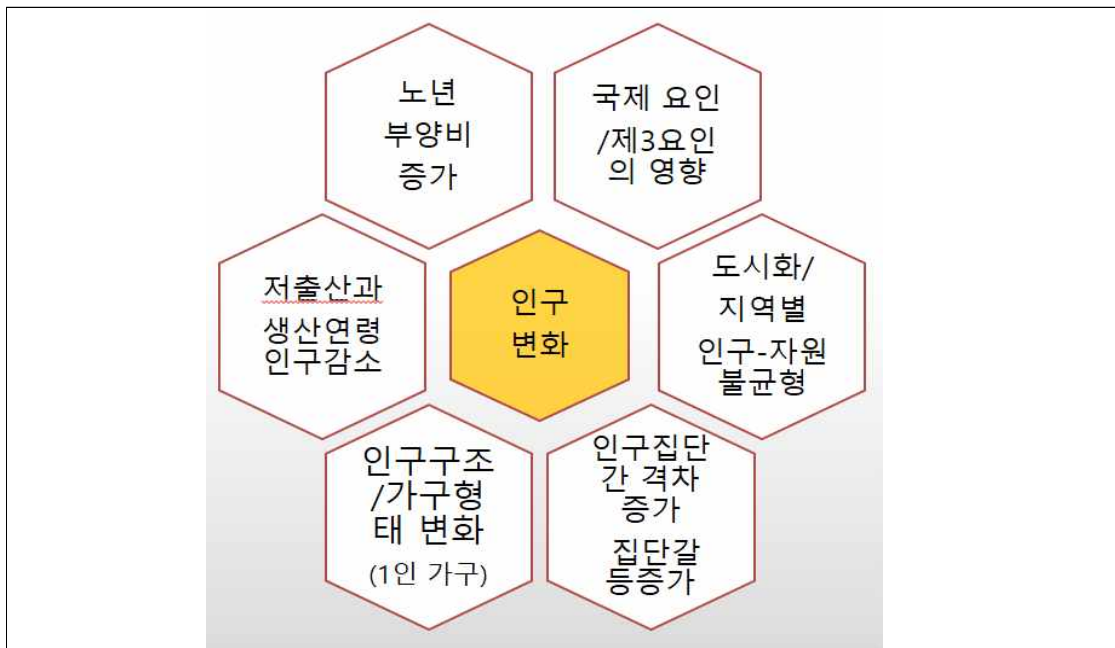 노년
부양비
증가
국제 요인
/제3요인
의 영향
저출산과
생산연령
인구감소
인구
변화
도시화/
지역별
인구-자원
불균형
인구구조
/가구형
태 변화
(1인 가구)
인구집단
간 격차
증가
집단갈
등증가